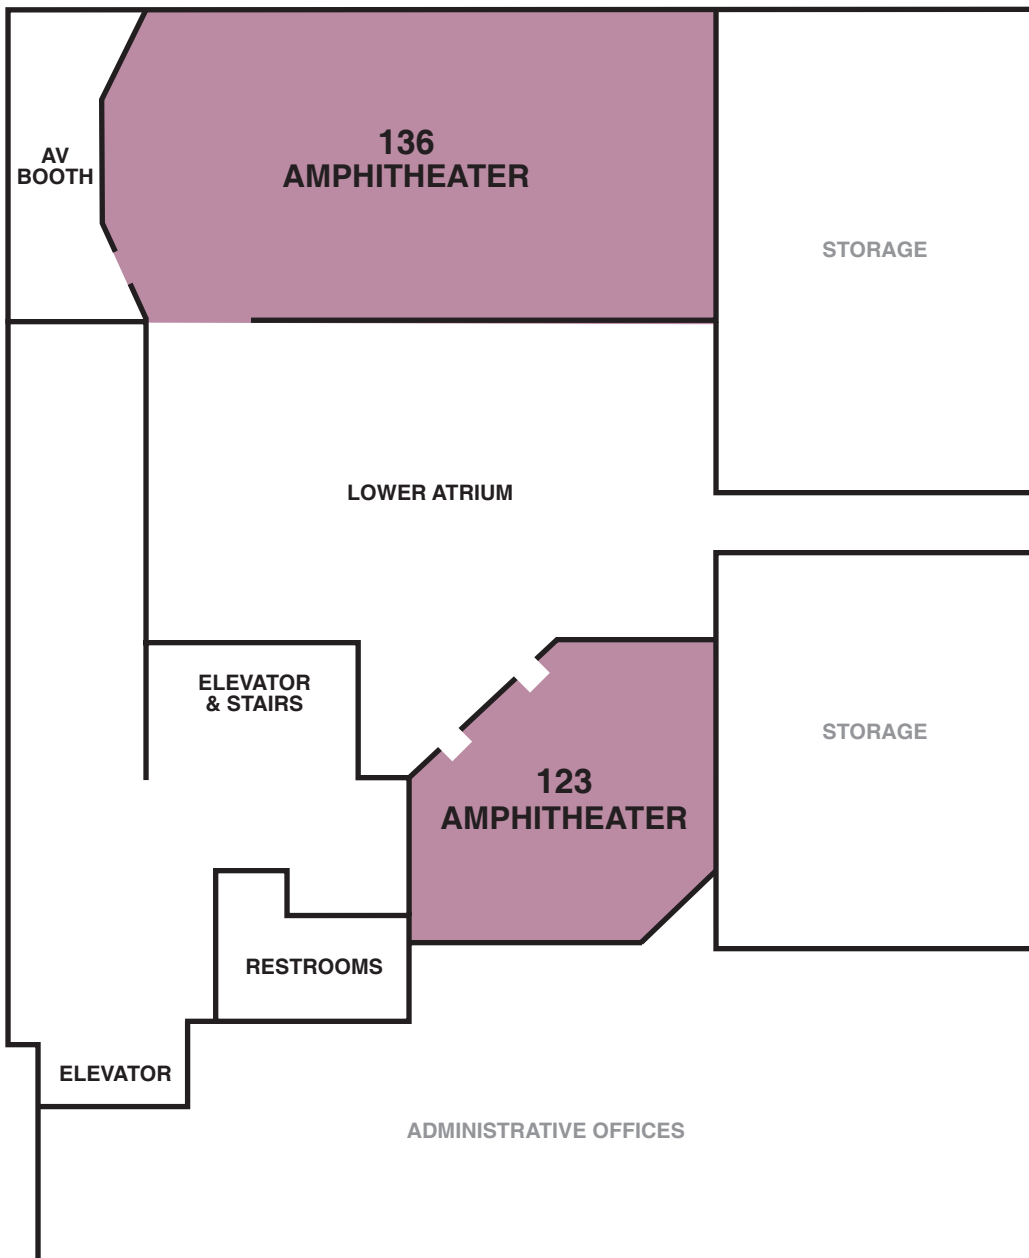 136
AMPHITHEATER
AV
BOOTH
STORAGE
LOWER ATRIUM
ELEVATOR
& STAIRS
STORAGE
123
AMPHITHEATER
RESTROOMS
ELEVATOR
ADMINISTRATIVE OFFICES